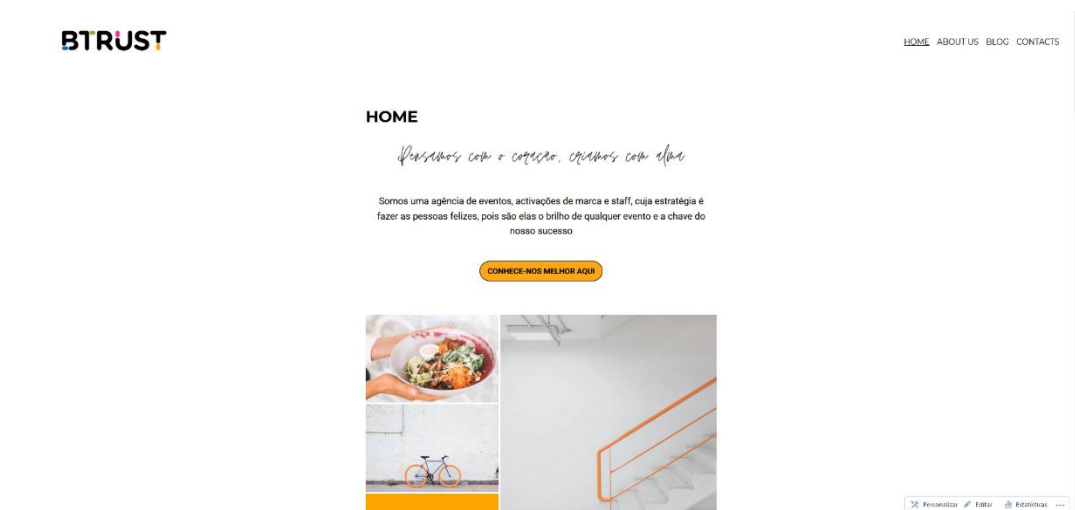 BTRUST
HOME ABOUT US BLOG CONTACTS
HOME
Pensamos com o coração, criamos com alma
Somos uma agência de eventos, activações de marca e staff, cuja estratégia é
fazer as pessoas felizes, pois são elas o brilho de qualquer evento e a chave do
nosso sucesso
CONHECE-NOS MELHOR AQUI
Personalizar Editar Estatísticas ...